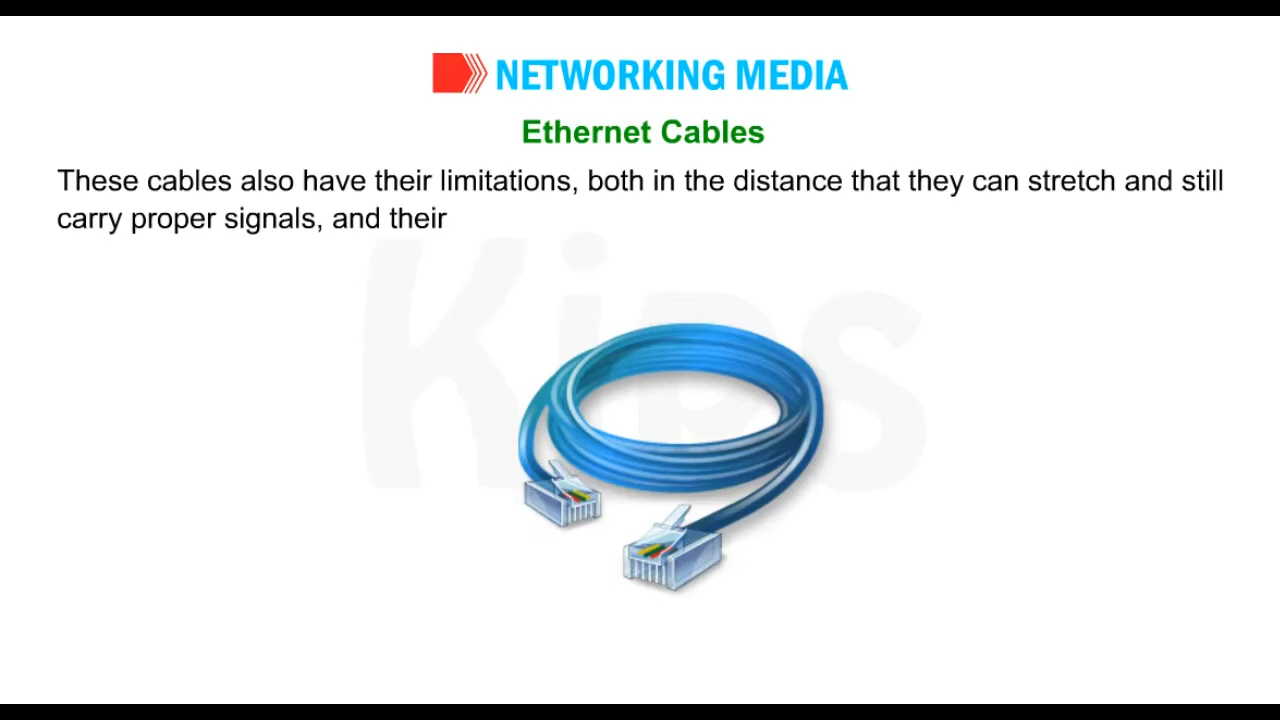 NETWORKING MEDIA
Ethernet Cables
These cables also have their limitations, both in the distance that they can stretch and still
carry proper signals, and their
Kips